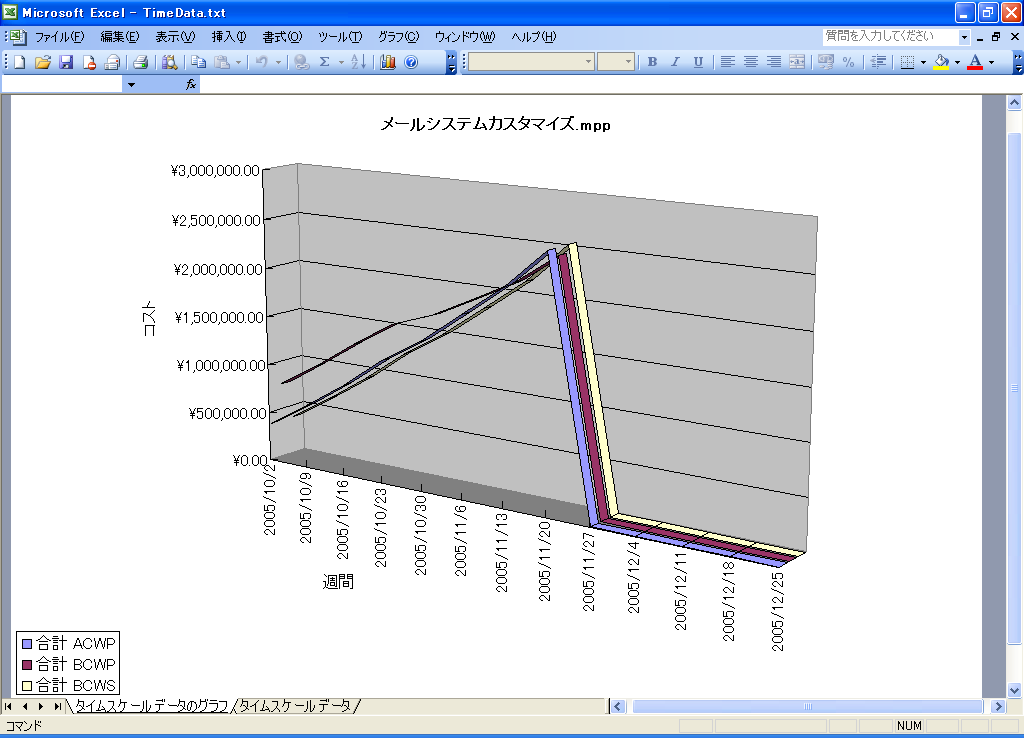 Microsoft Excel - TimeData.txt
ファイル(F) 編集(E) 表示(V) 挿入(I) 書式(O) ツール(T) グラフ(C) ウィンドウ(W) ヘルプ(H) 質問を入力してください
B I U %
fx
メールシステムカスタマイズ.mpp
¥3,000,000.00
¥2,500,000.00
¥2,000,000.00
¥1,500,000.00
¥1,000,000.00
¥500,000.00
¥0.00
コスト
2005/10/2
2005/10/9
2005/10/16
2005/10/23
2005/10/30
2005/11/6
2005/11/13
2005/11/20
2005/11/27
2005/12/4
2005/12/11
2005/12/18
2005/12/25
週間
合計 ACWP
合計 BCWP
合計 BCWS
タイムスケール データのグラフ タイムスケール データ
コマンド NUM